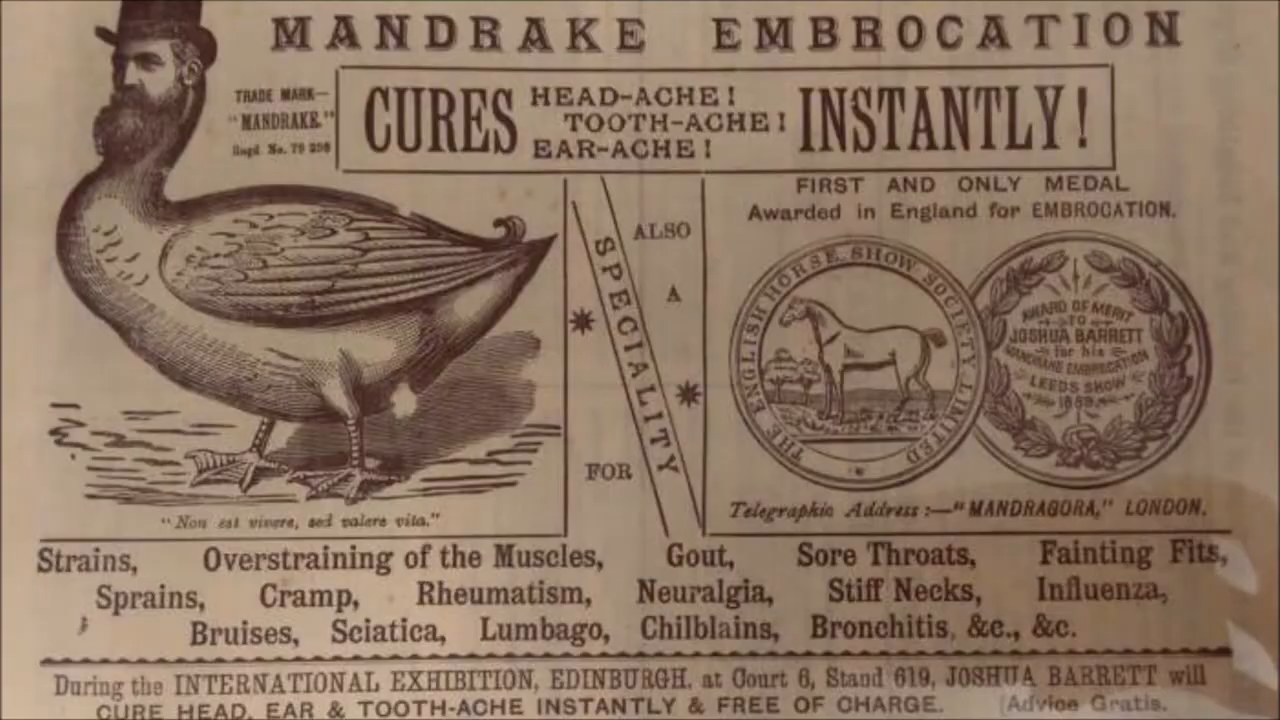 MANDRAKE EMBROCATION
TRADE MARK—
"MANDRAKE."
Regd. No. 79 298
CURES HEAD-ACHE! TOOTH-ACHE! EAR-ACHE! INSTANTLY!
FIRST AND ONLY MEDAL
Awarded in England for EMBROCATION.
ALSO
A
SPECIALITY
FOR
THE ENGLISH HORSE SHOW SOCIETY LIMITED
AWARD OF MERIT
TO
JOSHUA BARRETT
for his
MANDRAKE EMBROCATION
LEEDS SHOW
1889
"Non est vivere, sed valere vita."
Telegraphic Address:—"MANDRAGORA," LONDON.
Strains, Overstraining of the Muscles, Gout, Sore Throats, Fainting Fits,
Sprains, Cramp, Rheumatism, Neuralgia, Stiff Necks, Influenza,
Bruises, Sciatica, Lumbago, Chilblains, Bronchitis, &c., &c.
During the INTERNATIONAL EXHIBITION, EDINBURGH, at Court 6, Stand 619, JOSHUA BARRETT will
CURE HEAD, EAR & TOOTH-ACHE INSTANTLY & FREE OF CHARGE. (Advice Gratis.